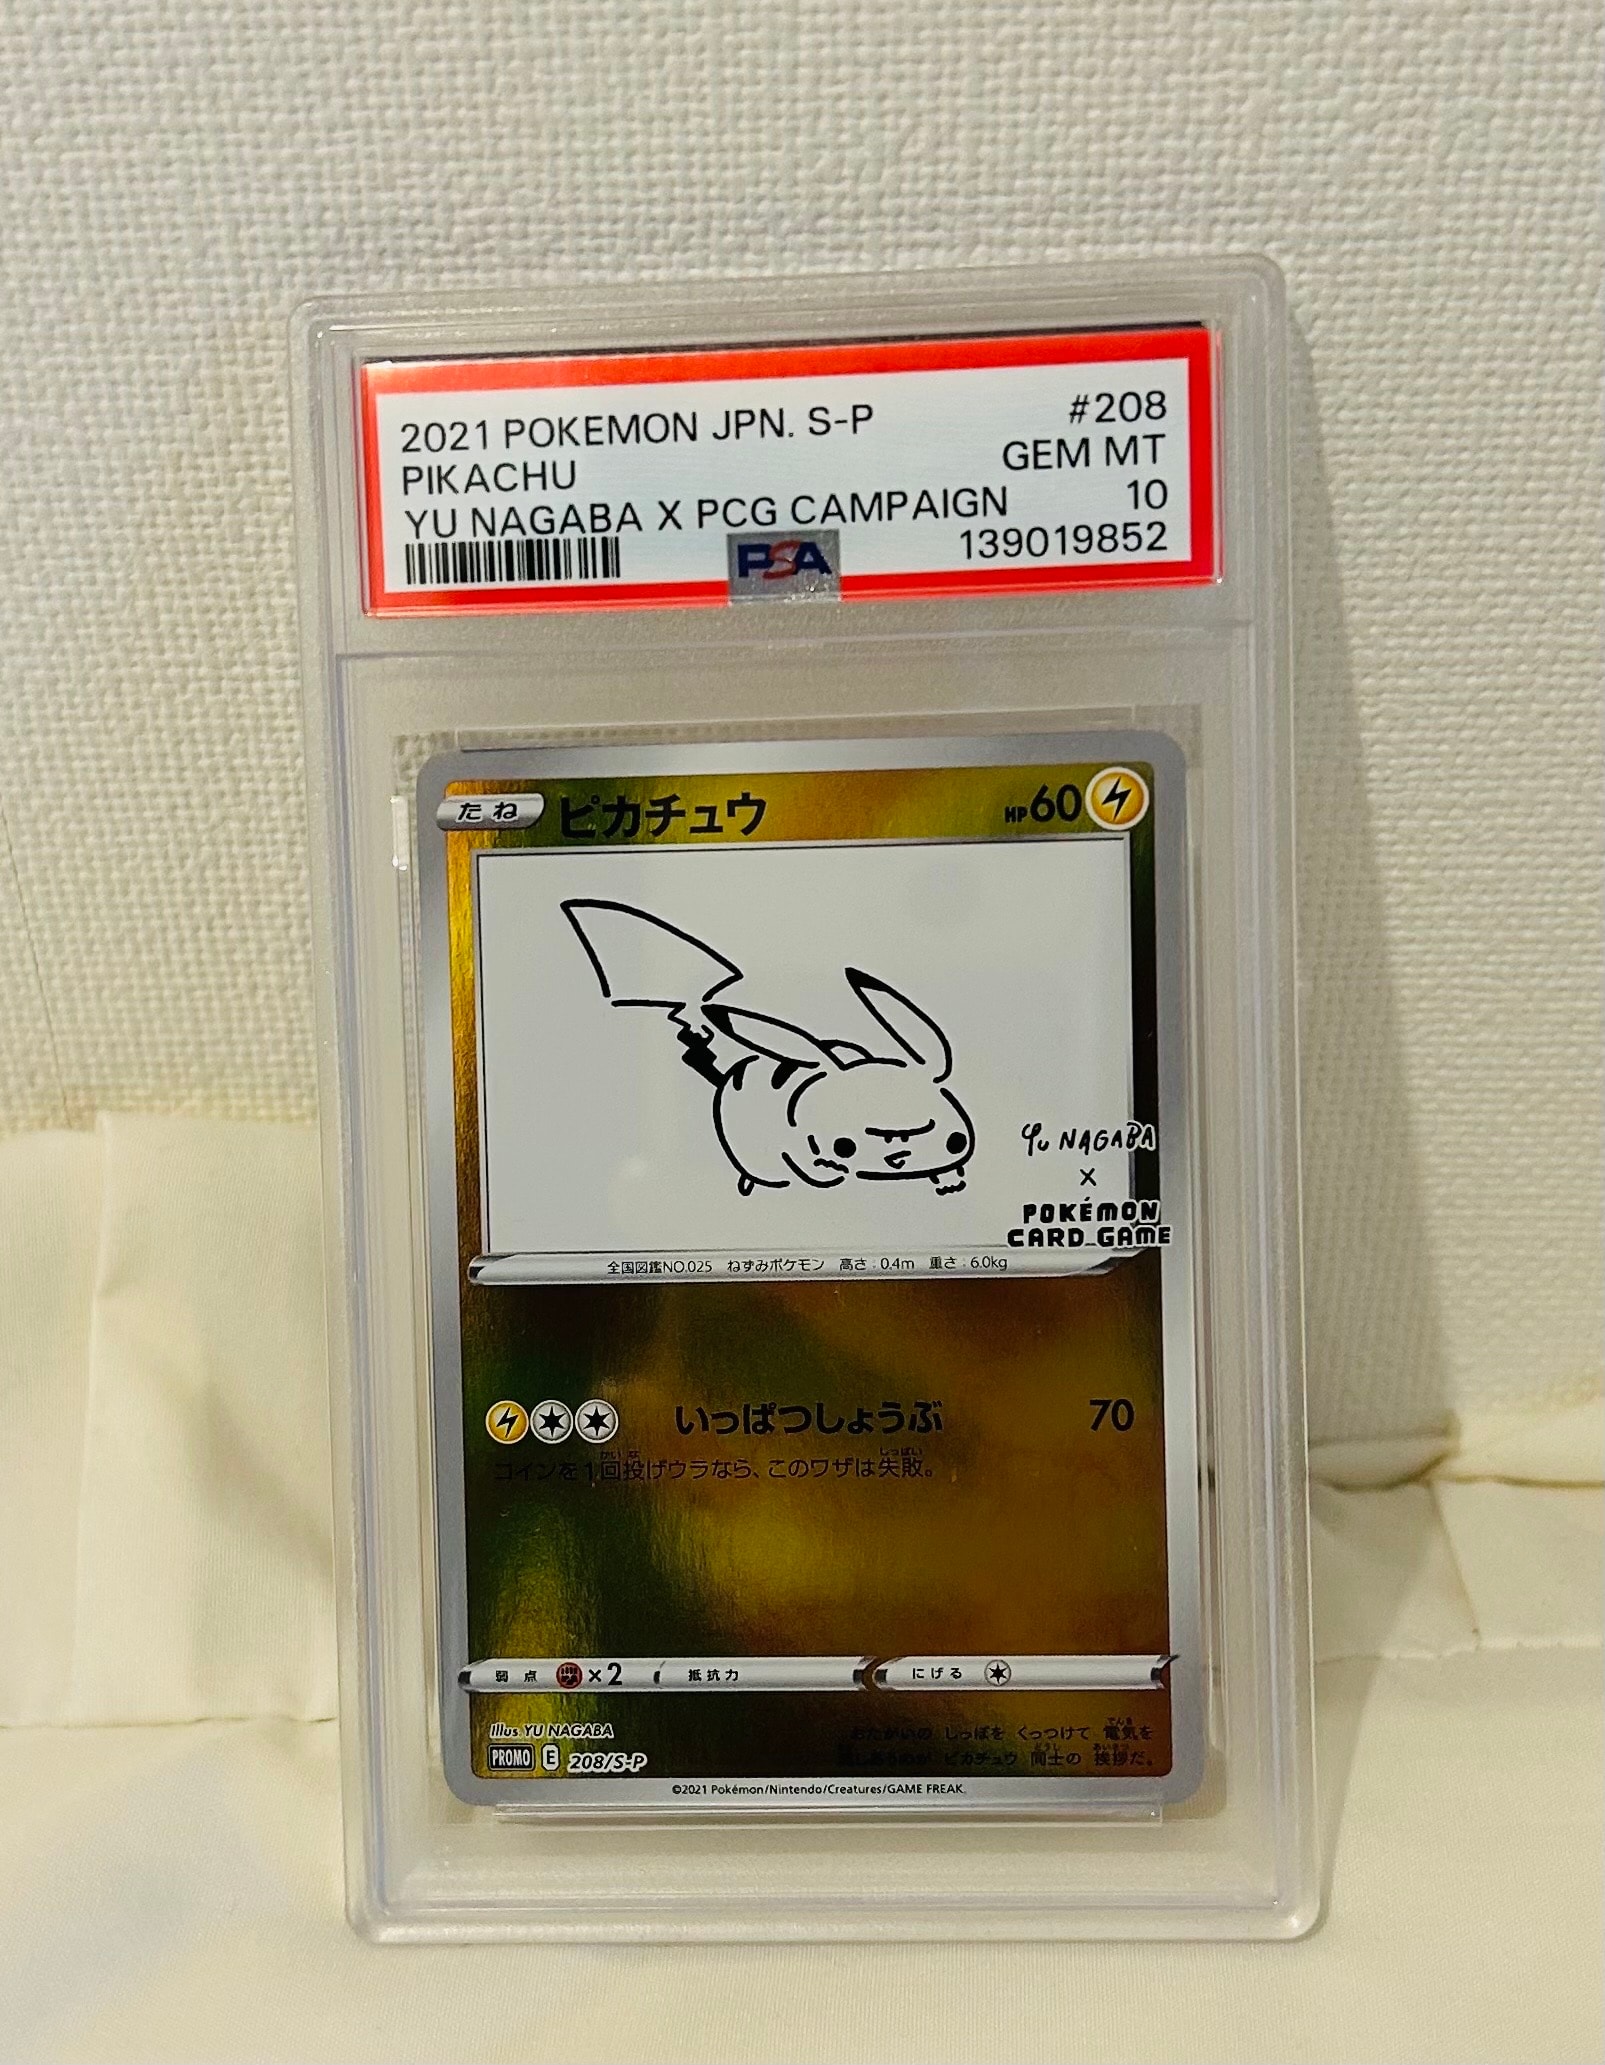 2021 POKEMON JPN. S-P #208
PIKACHU GEM MT
YU NAGABA X PCG CAMPAIGN 10
PSA 139019852
たね ピカチュウ HP60
YU NAGABA
X
POKÉMON
CARD GAME
全国図鑑NO.025 ねずみポケモン 高さ:0.4m 重さ:6.0kg
いっぱつしょうぶ 70
コインを1回投げウラなら、このワザは失敗。
弱点 ×2 抵抗力 にげる
Illus. YU NAGABA
おたがいの しっぽを くっつけて 電気を
PROMO E 208/S-P
ピカチュウ 同士の 挨拶だ。
©2021 Pokémon/Nintendo/Creatures/GAME FREAK.